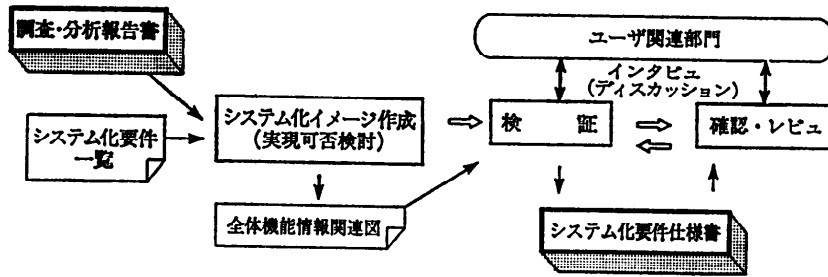 調査・分析報告書
ユーザ関連部門
インタビュ
(ディスカッション)
システム化要件
一覧
システム化イメージ作成
(実現可否検討)
検　証
確認・レビュ
全体機能情報関連図
システム化要件仕様書